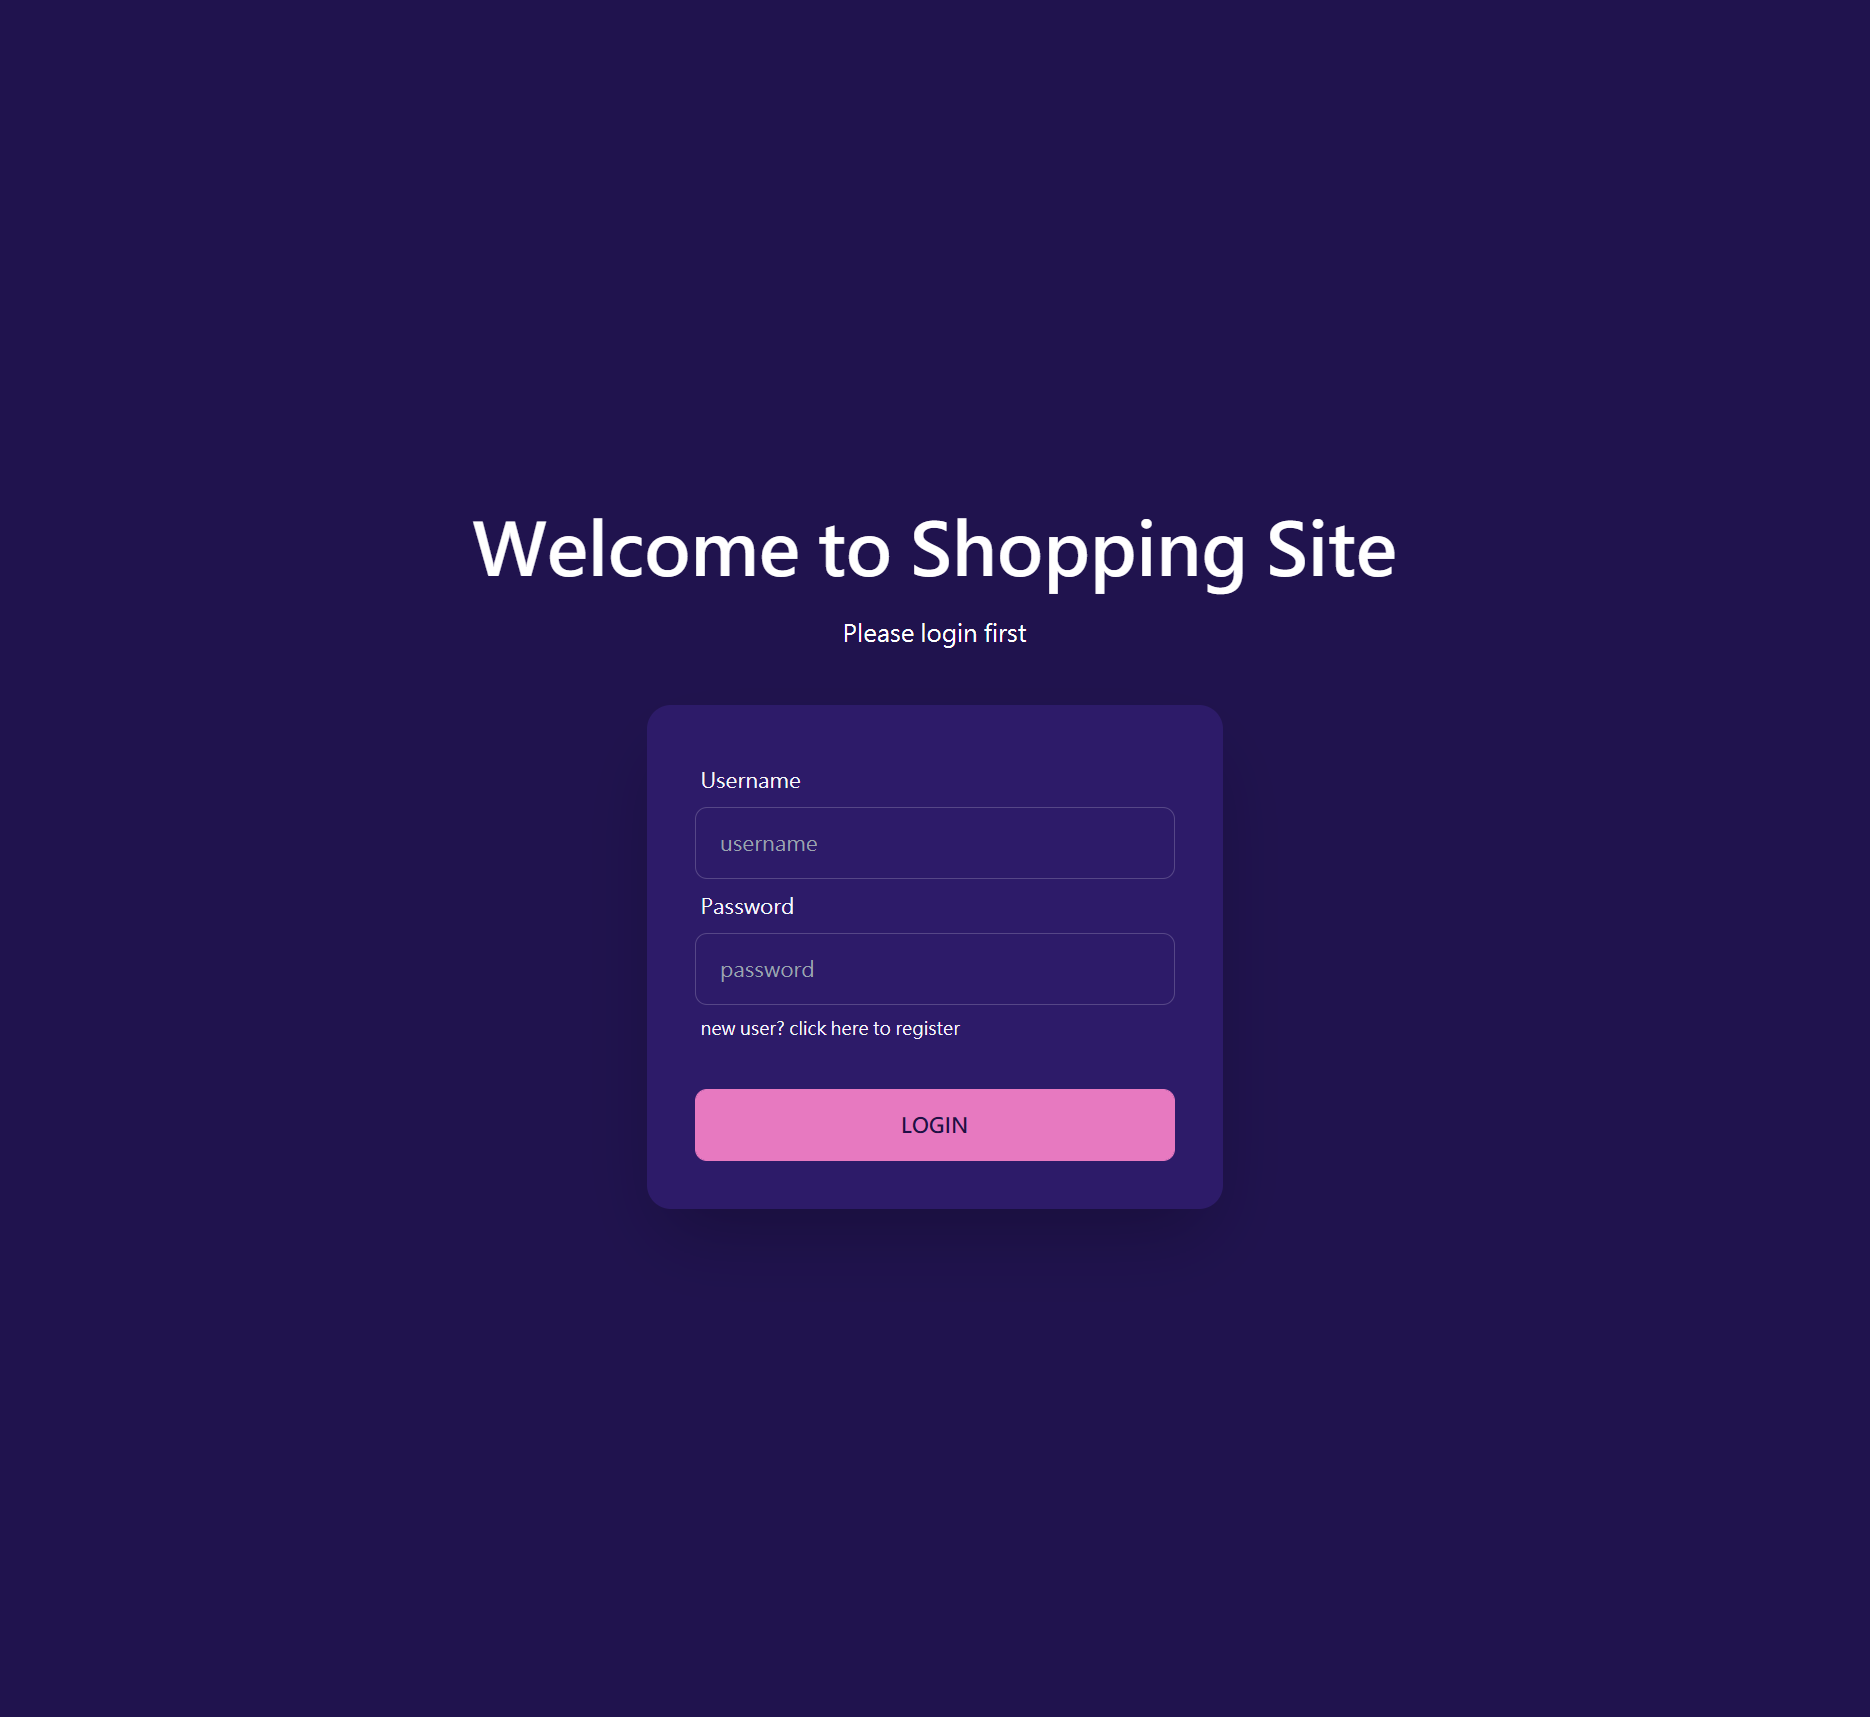 Welcome to Shopping Site
Please login first
Username
username
Password
password
new user? click here to register
LOGIN